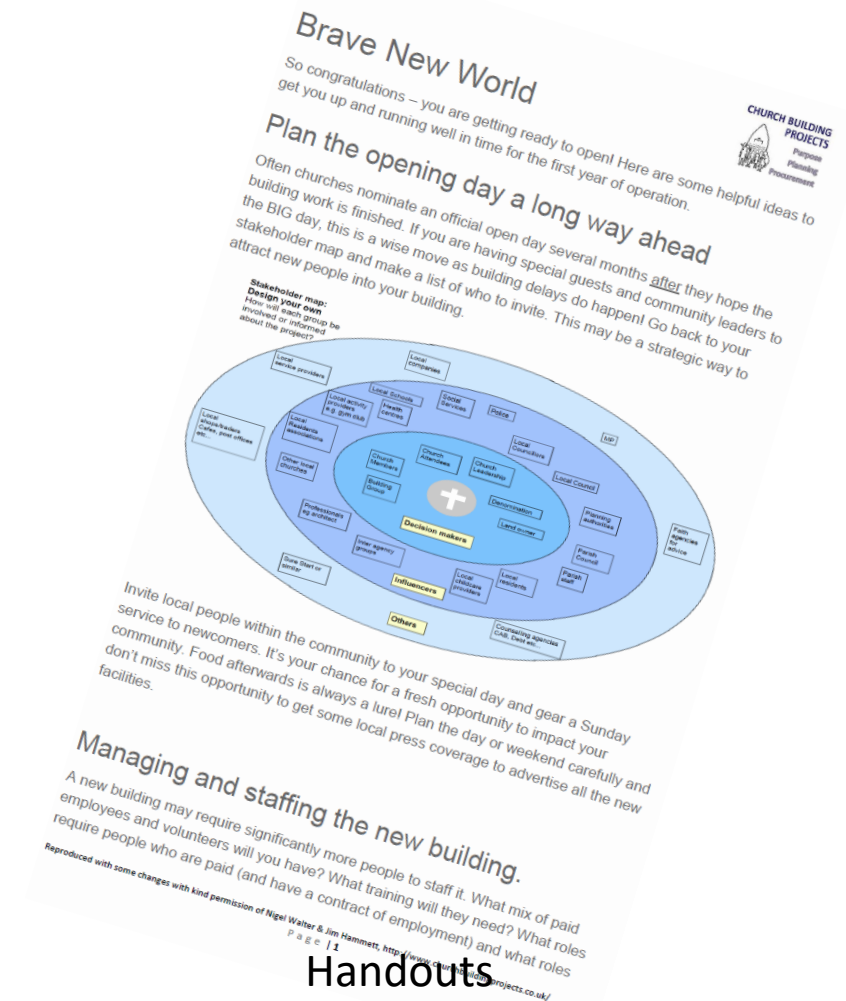 Brave New World
So congratulations – you are getting ready to open! Here are some helpful ideas to
get you up and running well in time for the first year of operation.
CHURCH BUILDING
PROJECTS
Purpose
Planning
Procurement
Plan the opening day a long way ahead
Often churches nominate an official open day several months after they hope the
building work is finished. If you are having special guests and community leaders to
the BIG day, this is a wise move as building delays do happen! Go back to your
stakeholder map and make a list of who to invite. This may be a strategic way to
attract new people into your building.
Stakeholder map:
Design your own
How will each group be
involved or informed
about the project?
Local
service providers
Local
companies
Local
shops/traders
Cafes, post offices
etc...
Local activity
providers
e.g. gym club
Local Schools
Health
centres
Social
Services
Police
MP
Local
Residents
associations
Local
Councillors
Other local
churches
Church
Members
Church
Attendees
Church
Leadership
Local Council
Building
Group
Denomination
Land owner
Planning
authorities
Professionals
eg architect
Decision makers
Faith
agencies
for
advice
Inter agency
groups
Parish
Council
Parish
staff
Sure Start or
similar
Influencers
Local
childcare
providers
Local
residents
Others
Counselling agencies
CAB, Debt etc...
Invite local people within the community to your special day and gear a Sunday
service to newcomers. It's your chance for a fresh opportunity to impact your
community. Food afterwards is always a lure! Plan the day or weekend carefully and
don't miss this opportunity to get some local press coverage to advertise all the new
facilities.
Managing and staffing the new building.
A new building may require significantly more people to staff it. What mix of paid
employees and volunteers will you have? What training will they need? What roles
require people who are paid (and have a contract of employment) and what roles
Reproduced with some changes with kind permission of Nigel Walter & Jim Hammett, http://www.churchbuildingprojects.co.uk/
Page | 1
Handouts